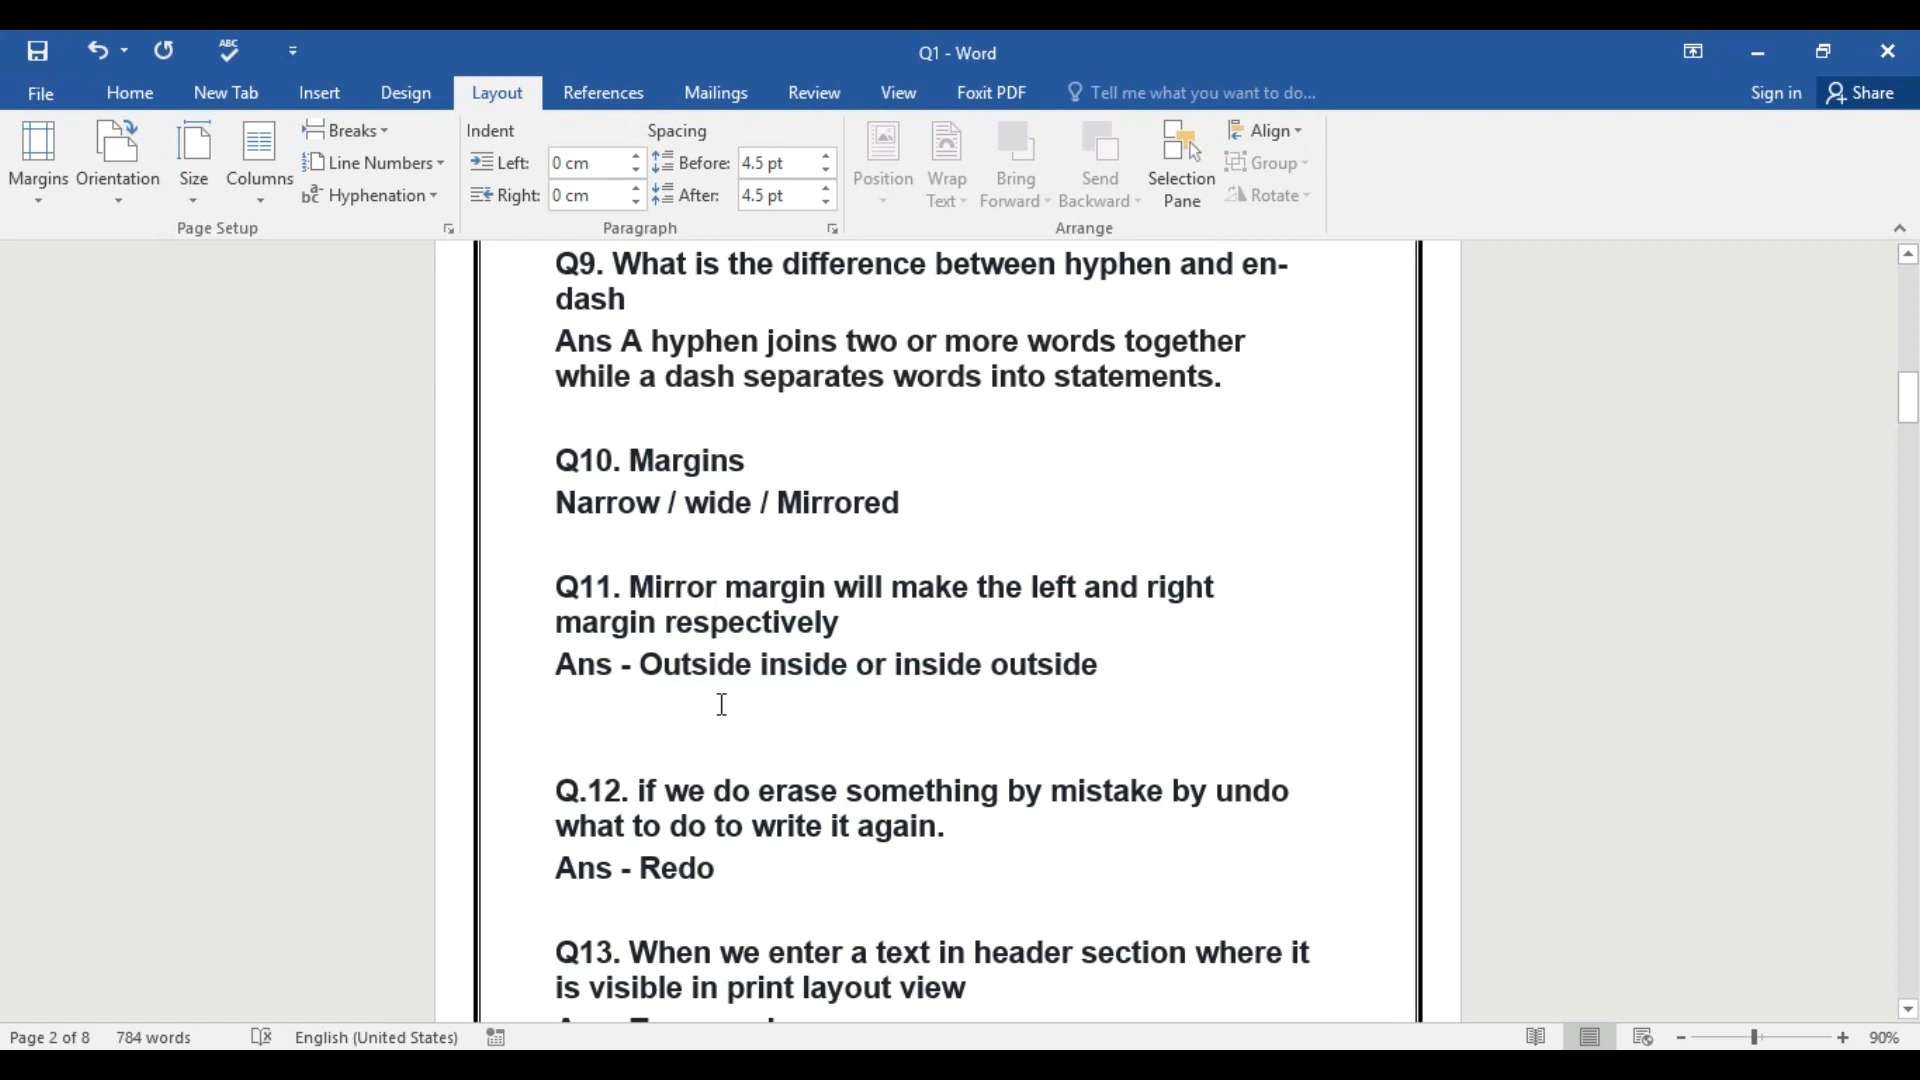 ABC
Q1 - Word
File Home New Tab Insert Design Layout References Mailings Review View Foxit PDF Tell me what you want to do... Sign in Share
Margins Orientation Size Columns
Breaks
Line Numbers
Hyphenation
Page Setup
Indent Spacing
Left: 0 cm Before: 4.5 pt
Right: 0 cm After: 4.5 pt
Paragraph
Position Wrap Text Bring Forward Send Backward Selection Pane
Align
Group
Rotate
Arrange
Q9. What is the difference between hyphen and en-
dash
Ans A hyphen joins two or more words together
while a dash separates words into statements.
Q10. Margins
Narrow / wide / Mirrored
Q11. Mirror margin will make the left and right
margin respectively
Ans - Outside inside or inside outside
Q.12. if we do erase something by mistake by undo
what to do to write it again.
Ans - Redo
Q13. When we enter a text in header section where it
is visible in print layout view
Page 2 of 8 784 words English (United States) 90%